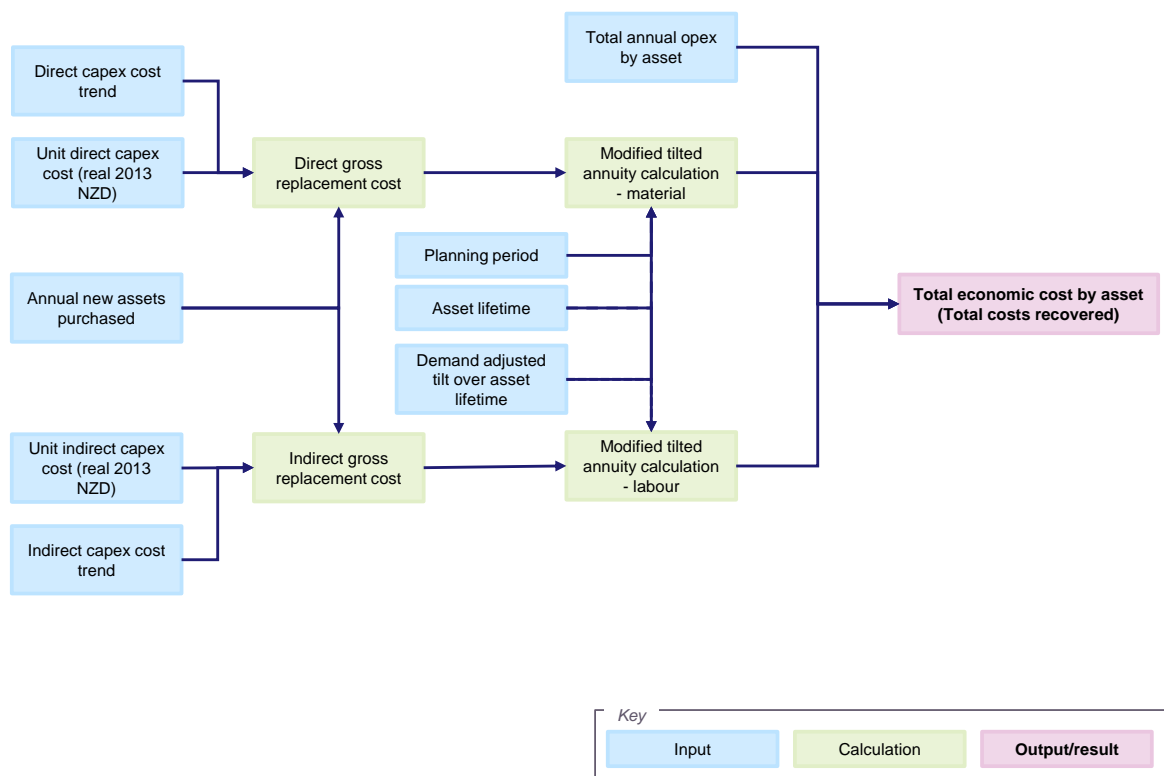 Total annual opex
by asset
Direct capex cost
trend
Unit direct capex
cost (real 2013
NZD)
Direct gross
replacement cost
Modified tilted
annuity calculation
- material
Planning period
Annual new assets
purchased
Asset lifetime
Total economic cost by asset
(Total costs recovered)
Demand adjusted
tilt over asset
lifetime
Unit indirect capex
cost (real 2013
NZD)
Indirect gross
replacement cost
Modified tilted
annuity calculation
- labour
Indirect capex cost
trend
Key
Input
Calculation
Output/result